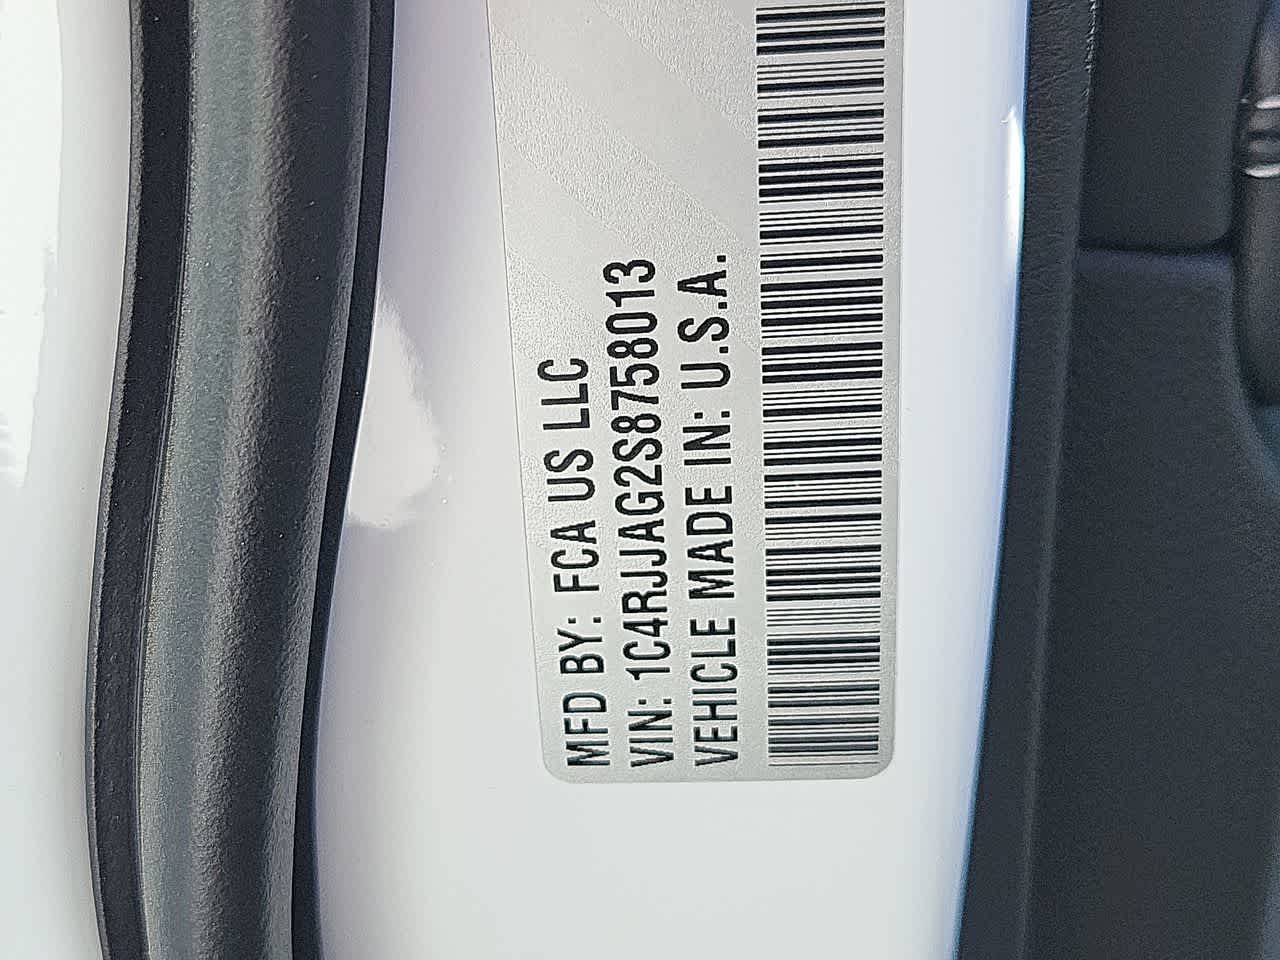 MFD BY: FCA US LLC
VIN: 1C4RJJAG2S8758013
VEHICLE MADE IN: U.S.A.